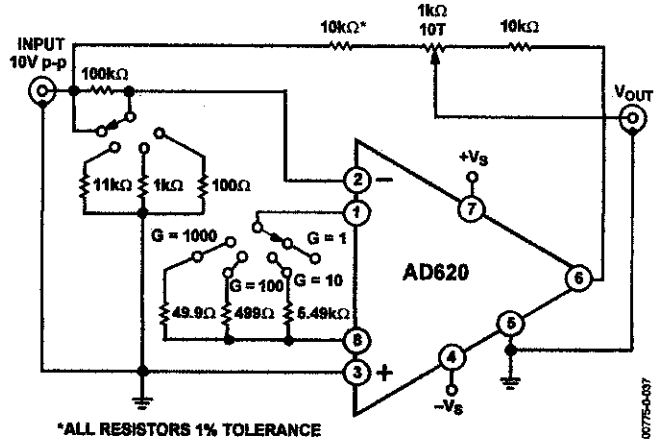 10kΩ*
1kΩ
10T
10kΩ
INPUT
10V p-p
100kΩ
VOUT
11kΩ
1kΩ
100Ω
+VS
2
–
1
7
G = 1000
G = 1
G = 100
G = 10
AD620
6
49.9Ω
499Ω
5.49kΩ
5
8
4
3
+
–VS
*ALL RESISTORS 1% TOLERANCE
00775-0-037